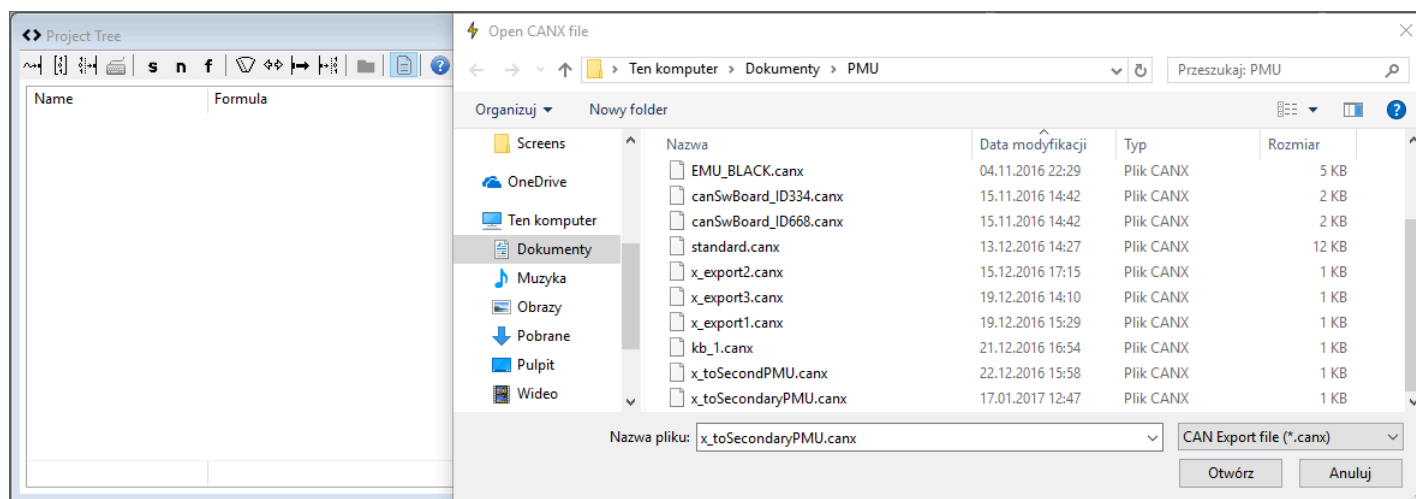 Project Tree
s n f
Name Formula
Open CANX file
Ten komputer > Dokumenty > PMU
Przeszukaj: PMU
Organizuj Nowy folder
Screens
OneDrive
Ten komputer
Dokumenty
Muzyka
Obrazy
Pobrane
Pulpit
Wideo
Nazwa Data modyfikacji Typ Rozmiar
EMU_BLACK.canx 04.11.2016 22:29 Plik CANX 5 KB
canSwBoard_ID334.canx 15.11.2016 14:42 Plik CANX 2 KB
canSwBoard_ID668.canx 15.11.2016 14:42 Plik CANX 2 KB
standard.canx 13.12.2016 14:27 Plik CANX 12 KB
x_export2.canx 15.12.2016 17:15 Plik CANX 1 KB
x_export3.canx 19.12.2016 14:10 Plik CANX 1 KB
x_export1.canx 19.12.2016 15:29 Plik CANX 1 KB
kb_1.canx 21.12.2016 16:54 Plik CANX 1 KB
x_toSecondPMU.canx 22.12.2016 15:58 Plik CANX 1 KB
x_toSecondaryPMU.canx 17.01.2017 12:47 Plik CANX 1 KB
Nazwa pliku: x_toSecondaryPMU.canx CAN Export file (*.canx)
Otwórz Anuluj